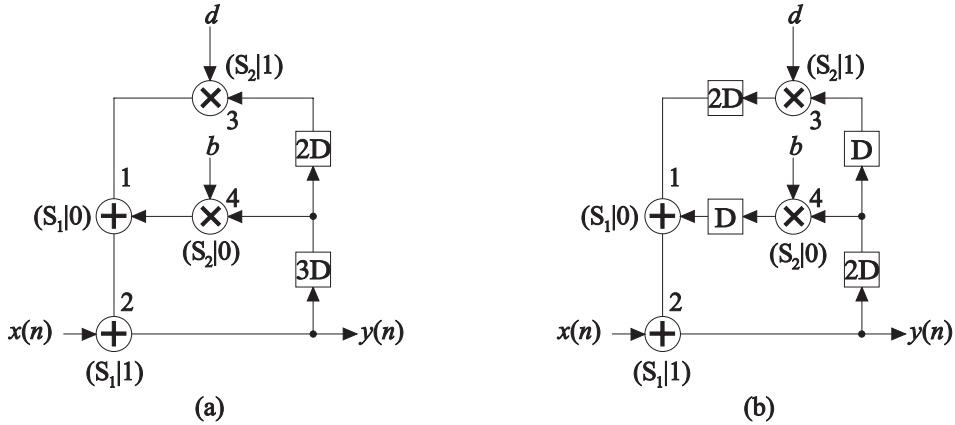 d
(S₂|1)
3
2D
b
1
4
(S₁|0)
(S₂|0)
3D
2
x(n)
y(n)
(S₁|1)
(a)
d
(S₂|1)
2D
3
D
b
1
4
(S₁|0)
D
(S₂|0)
2D
2
x(n)
y(n)
(S₁|1)
(b)